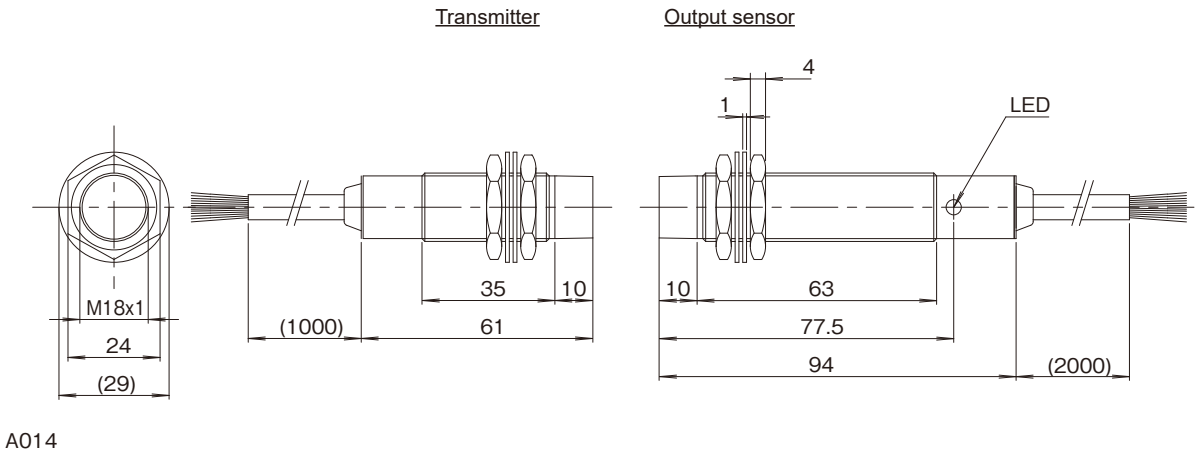 Transmitter
Output sensor
4
1
LED
M18x1
24
(29)
(1000)
35
10
61
10
63
77.5
94
(2000)
A014